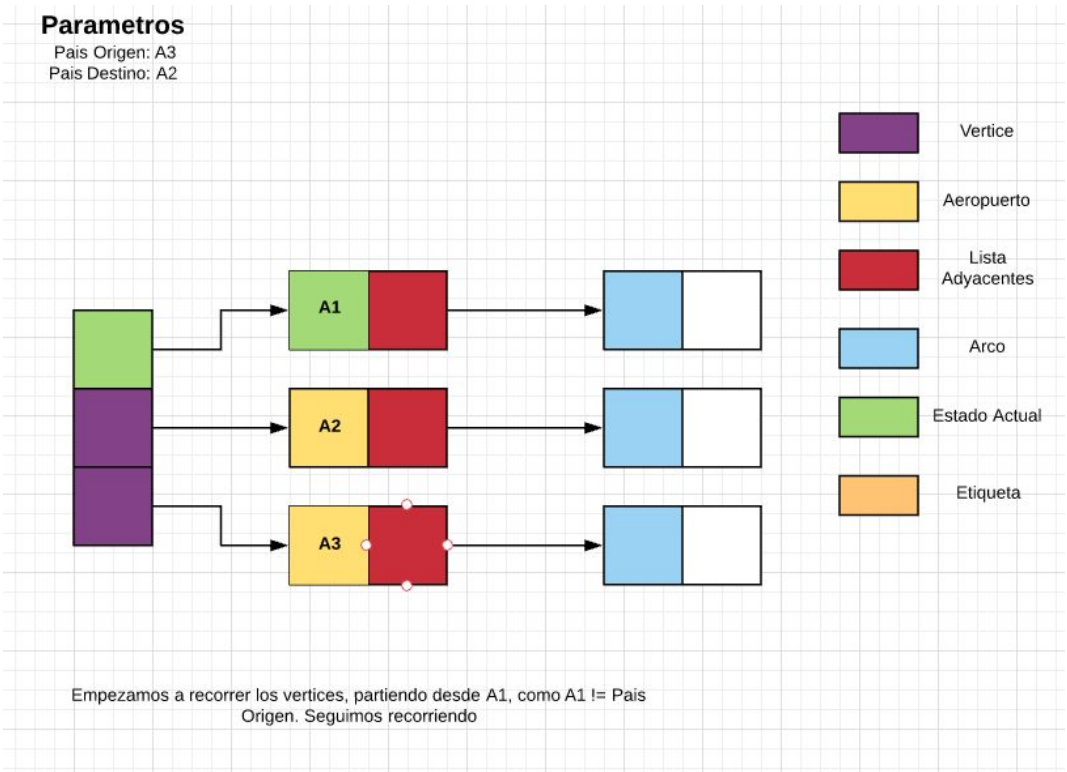 Parametros
Pais Origen: A3
Pais Destino: A2
Vertice
Aeropuerto
Lista
Adyacentes
A1
Arco
Estado Actual
A2
Etiqueta
A3
Empezamos a recorrer los vertices, partiendo desde A1, como A1 != Pais
Origen. Seguimos recorriendo